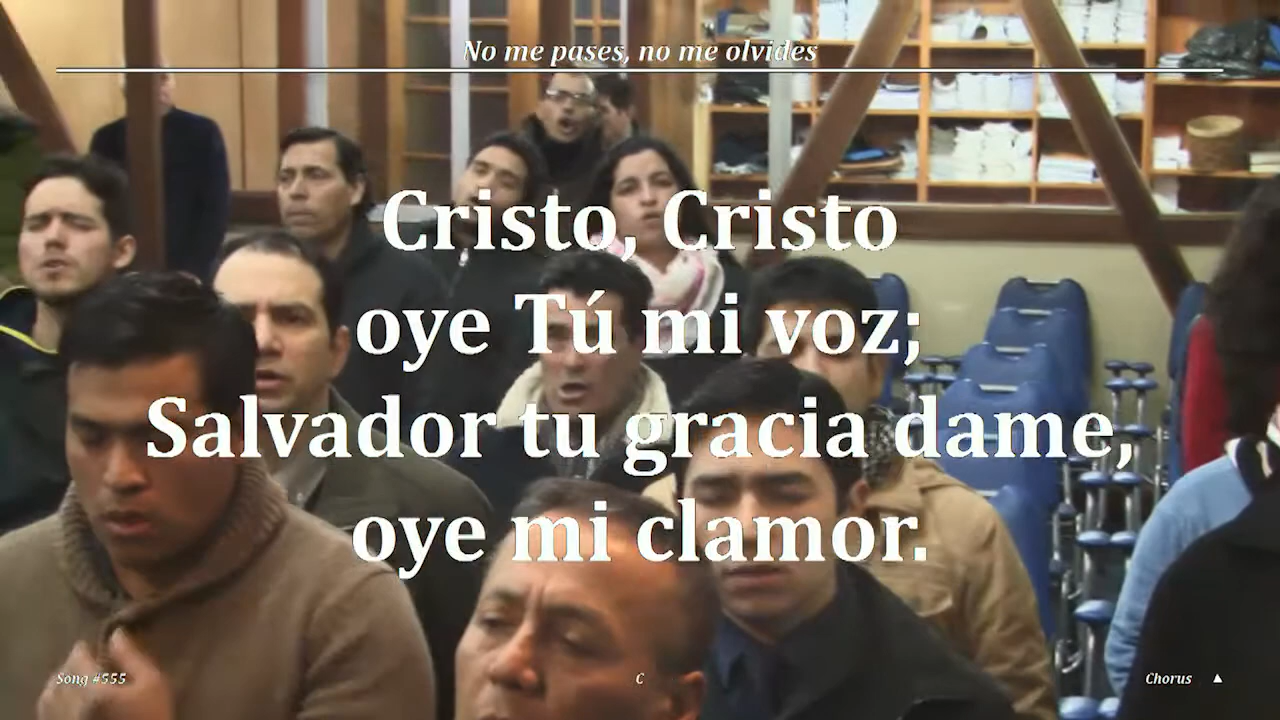 No me pases, no me olvides
Cristo, Cristo
oye Tú mi voz;
Salvador tu gracia dame,
oye mi clamor.
Song #555
C
Chorus ▲